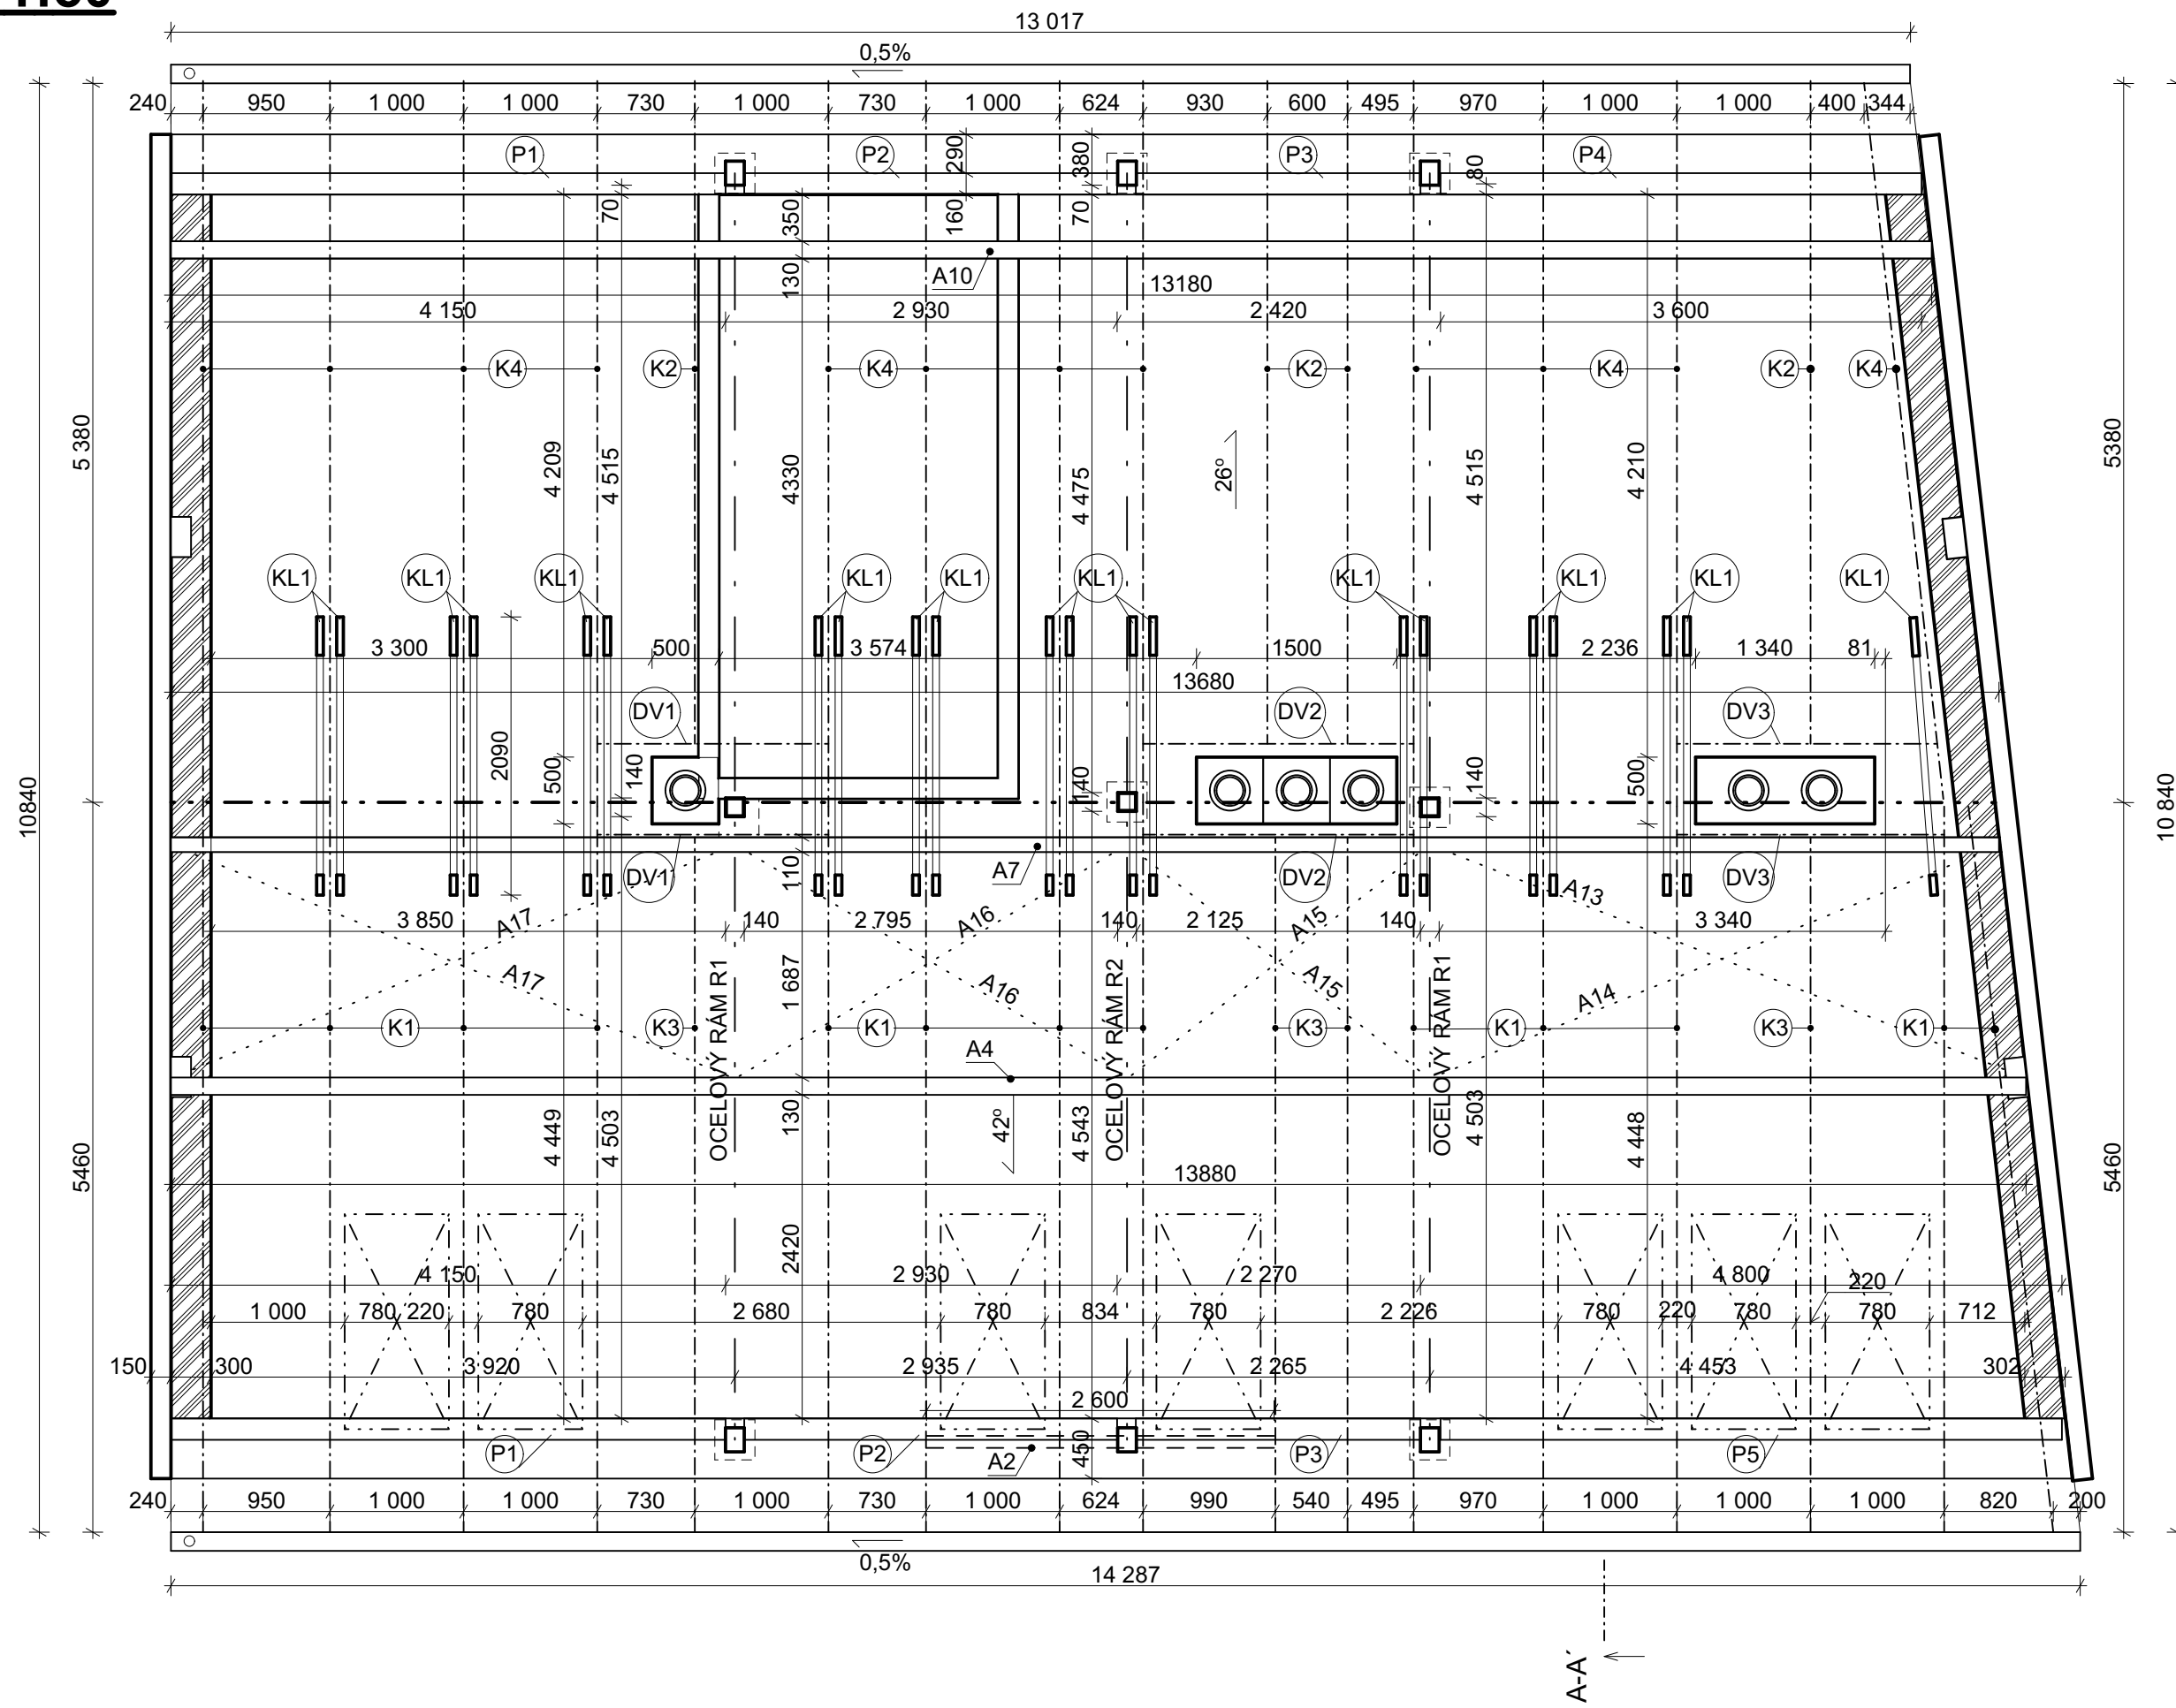 13 017
0,5%
240 950 1 000 1 000 730 1 000 730 1 000 624 930 600 495 970 1 000 1 000 400 344
P1 P2 P3 P4
290 380 80
70 350 160 70
A10
130
13180
4 150 2 930 2 420 3 600
K4 K2 K4 K2 K4 K2 K4
5 380 4 209 4 515 4330 4 475 26° 4 515 4 210 5380
KL1 KL1 KL1 KL1 KL1 KL1 KL1 KL1 KL1 KL1
3 300 500 3 574 1500 2 236 1 340 81
13680
DV1 DV2 DV3
2090 500 140 140 140 500
10840 10 840
DV1 110 A7 DV2 DV3
A17 A16 A15 A13
3 850 140 2 795 140 2 125 140 3 340
A17 1 687 A16 A15 A14
OCELOVÝ RÁM R1 OCELOVÝ RÁM R2 OCELOVÝ RÁM R1
K1 K3 K1 K3 K1 K3 K1
A4
5460 4 449 4 503 130 42° 4 543 4 503 4 448 5460
13880
2420
4 150 2 930 2 270 4 800 220
1 000 780 220 780 2 680 780 834 780 2 226 780 220 780 780 712
150 300 3 920 2 935 2 265 4 453 302
2 600
P1 P2 A2 450 P3 P5
240 950 1 000 1 000 730 1 000 730 1 000 624 990 540 495 970 1 000 1 000 1 000 820 200
0,5%
14 287
A-A´